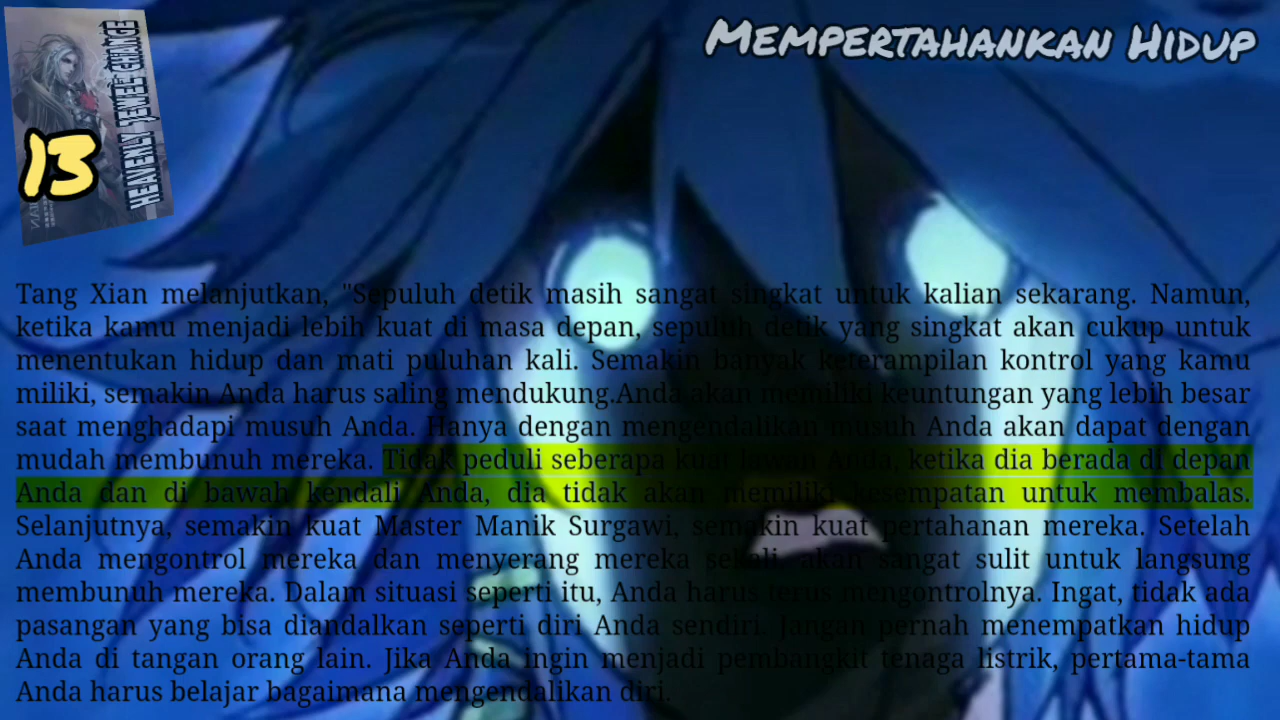 Mempertahankan Hidup
13
HEAVENLY JEWEL CHANGE
Tang Xian melanjutkan, "Sepuluh detik masih sangat singkat untuk kalian sekarang. Namun,
ketika kamu menjadi lebih kuat di masa depan, sepuluh detik yang singkat akan cukup untuk
menentukan hidup dan mati puluhan kali. Semakin banyak keterampilan kontrol yang kamu
miliki, semakin Anda harus saling mendukung.Anda akan memiliki keuntungan yang lebih besar
saat menghadapi musuh Anda. Hanya dengan mengendalikan musuh Anda akan dapat dengan
mudah membunuh mereka. Tidak peduli seberapa kuat lawan Anda, ketika dia berada di depan
Anda dan di bawah kendali Anda, dia tidak akan memiliki kesempatan untuk membalas.
Selanjutnya, semakin kuat Master Manik Surgawi, semakin kuat pertahanan mereka. Setelah
Anda mengontrol mereka dan menyerang mereka sekali, akan sangat sulit untuk langsung
membunuh mereka. Dalam situasi seperti itu, Anda harus terus mengontrolnya. Ingat, tidak ada
pasangan yang bisa diandalkan seperti diri Anda sendiri. Jangan pernah menempatkan hidup
Anda di tangan orang lain. Jika Anda ingin menjadi pembangkit tenaga listrik, pertama-tama
Anda harus belajar bagaimana mengendalikan diri.